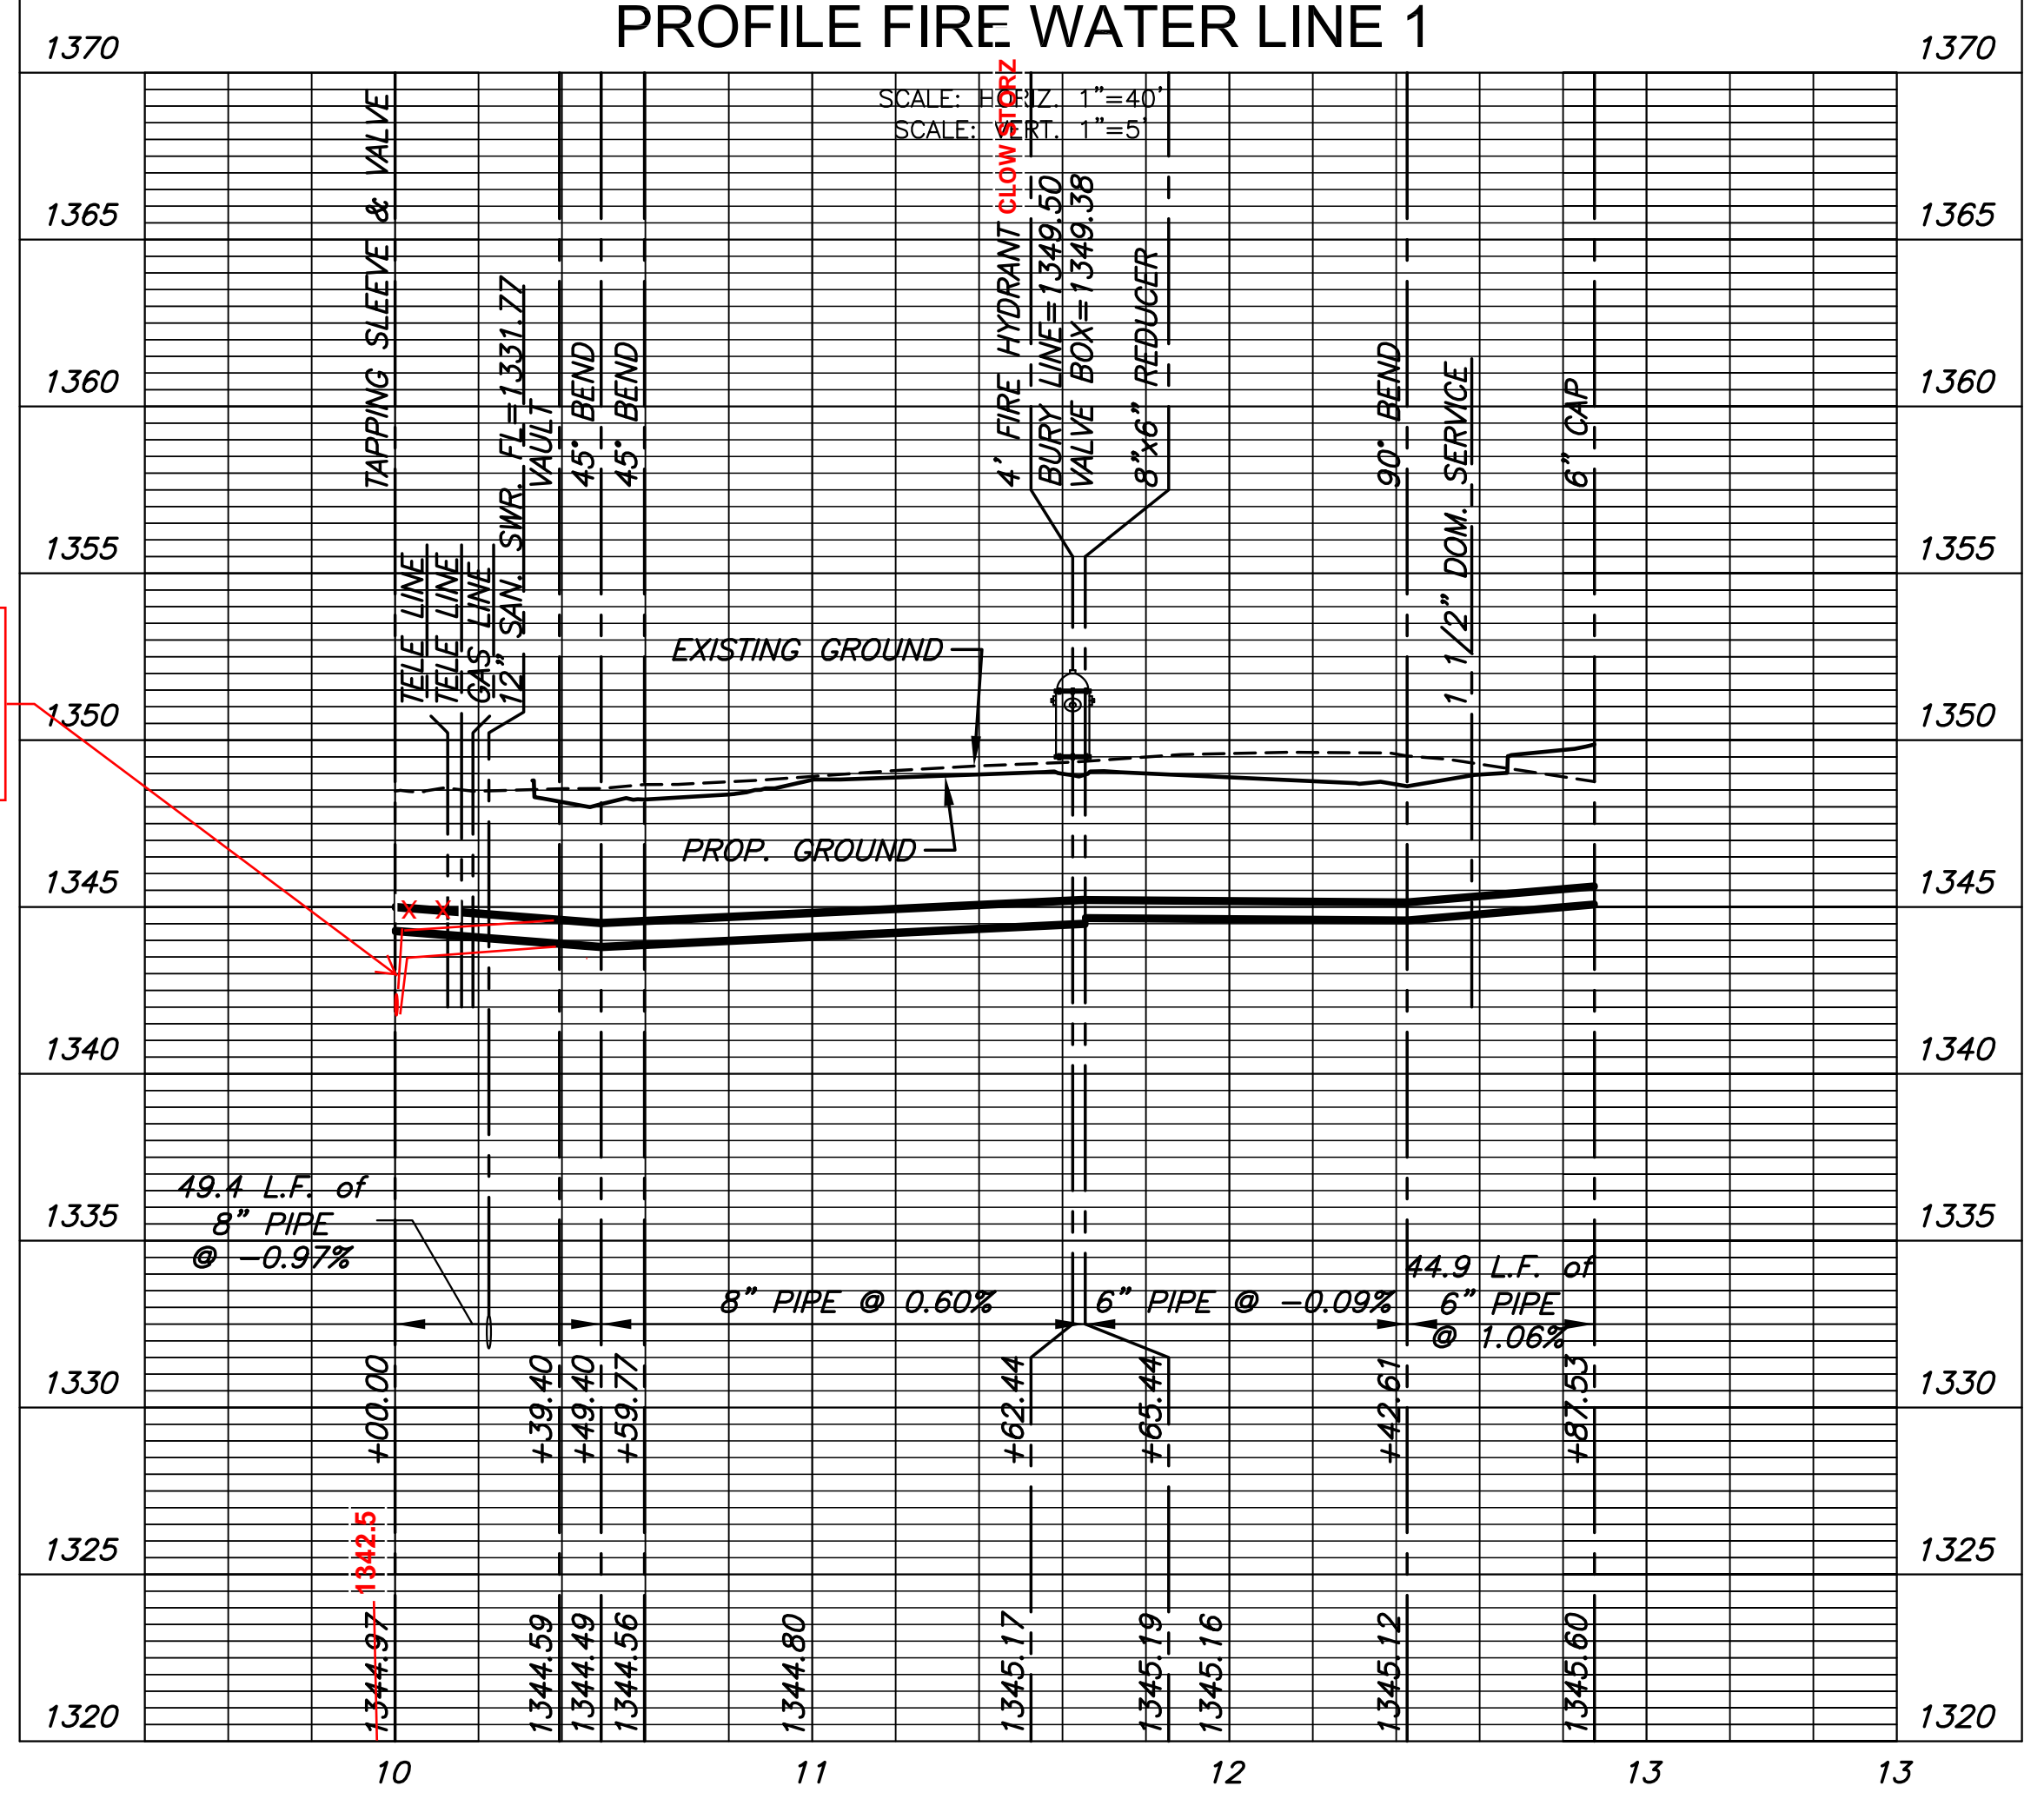 PROFILE FIRE WATER LINE 1
SCALE: HORIZ. 1"=40'
SCALE: VERT. 1"=5'
1370
1370
1365
1365
1360
1360
1355
1355
1350
1350
1345
1345
1340
1340
1335
1335
1330
1330
1325
1325
1320
1320
TAPPING SLEEVE & VALVE
TELE LINE
TELE LINE
GAS LINE
12" SAN. SWR. FL=1331.77
VAULT
45° BEND
45° BEND
4' FIRE HYDRANT CLOW STORZ
BURY LINE=1349.50
VALVE BOX=1349.38
8"x6" REDUCER
90° BEND
1 1/2" DOM. SERVICE
6" CAP
EXISTING GROUND
PROP. GROUND
X X
49.4 L.F. of
8" PIPE
@ -0.97%
8" PIPE @ 0.60%
6" PIPE @ -0.09%
44.9 L.F. of
6" PIPE
@ 1.06%
+00.00
+39.40
+49.40
+59.77
+62.44
+65.44
+42.61
+87.53
1342.5
1344.97
1344.59
1344.49
1344.56
1344.80
1345.17
1345.19
1345.16
1345.12
1345.60
10
11
12
13
13